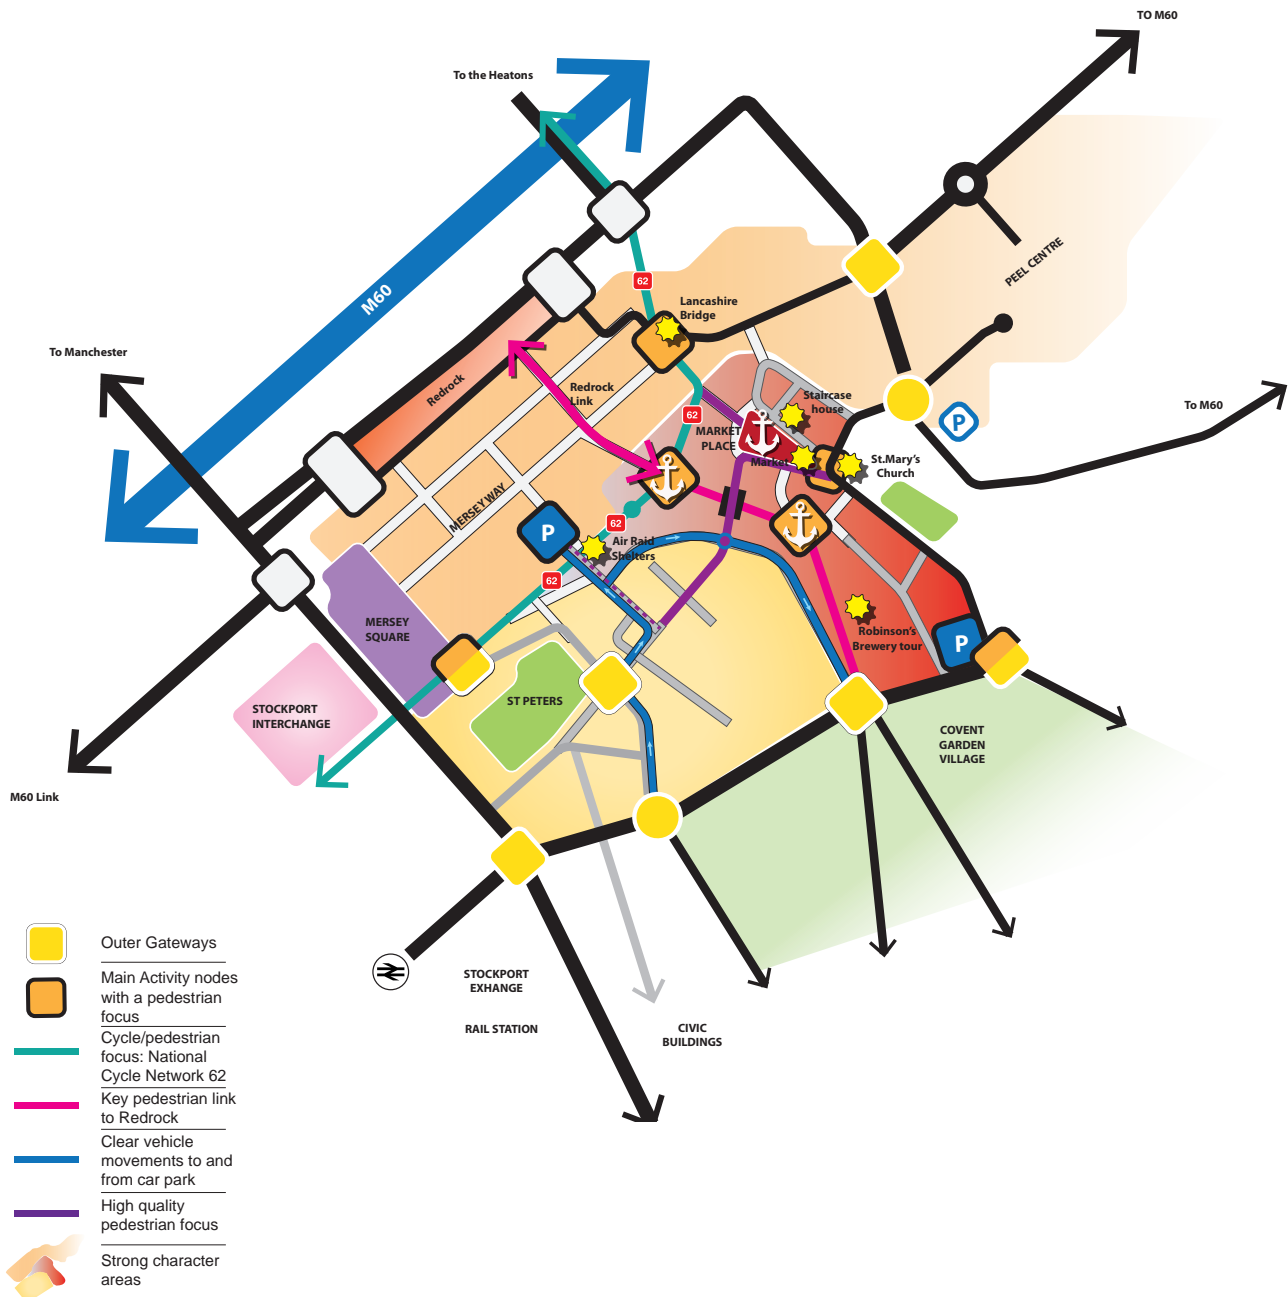 TO M60
To the Heatons
M60
PEEL CENTRE
62
Lancashire
Bridge
To Manchester
Redrock
Redrock
Link
Staircase
house
To M60
62
P
MARKET
PLACE
Market
St.Mary's
Church
MERSEY WAY
P
62
Air Raid
Shelters
62
MERSEY
SQUARE
Robinson's
Brewery tour
P
STOCKPORT
INTERCHANGE
ST PETERS
COVENT
GARDEN
VILLAGE
M60 Link
STOCKPORT
EXHANGE
RAIL STATION
CIVIC
BUILDINGS
Outer Gateways
Main Activity nodes
with a pedestrian
focus
Cycle/pedestrian
focus: National
Cycle Network 62
Key pedestrian link
to Redrock
Clear vehicle
movements to and
from car park
High quality
pedestrian focus
Strong character
areas